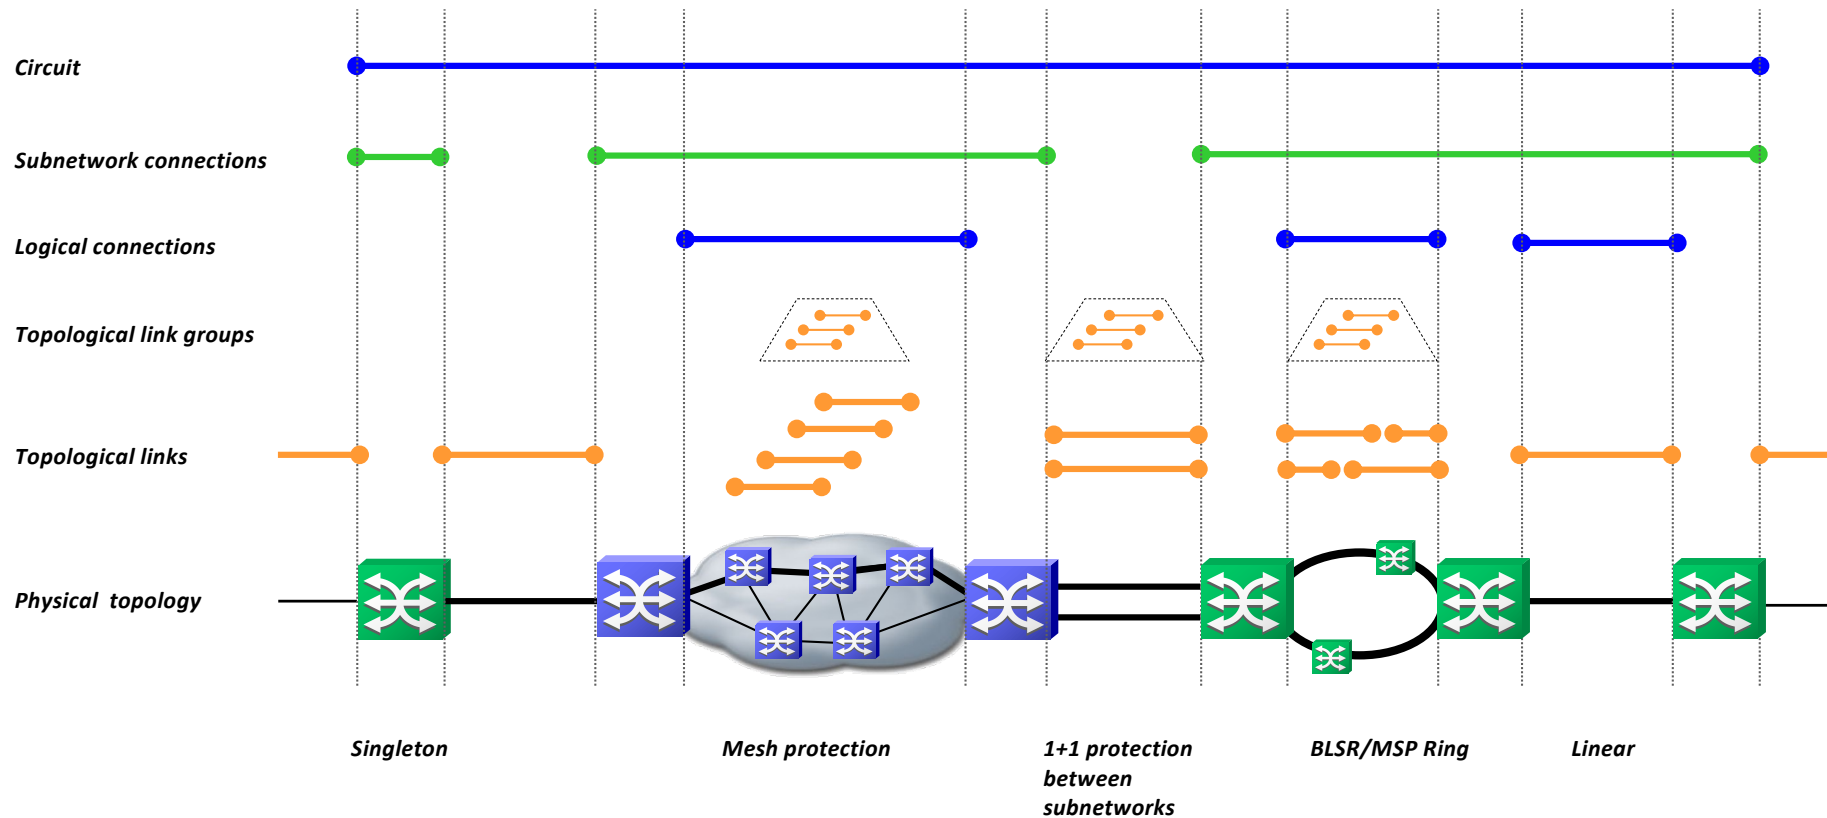 Circuit
Subnetwork connections
Logical connections
Topological link groups
Topological links
Physical topology
Singleton
Mesh protection
1+1 protection
between
subnetworks
BLSR/MSP Ring
Linear